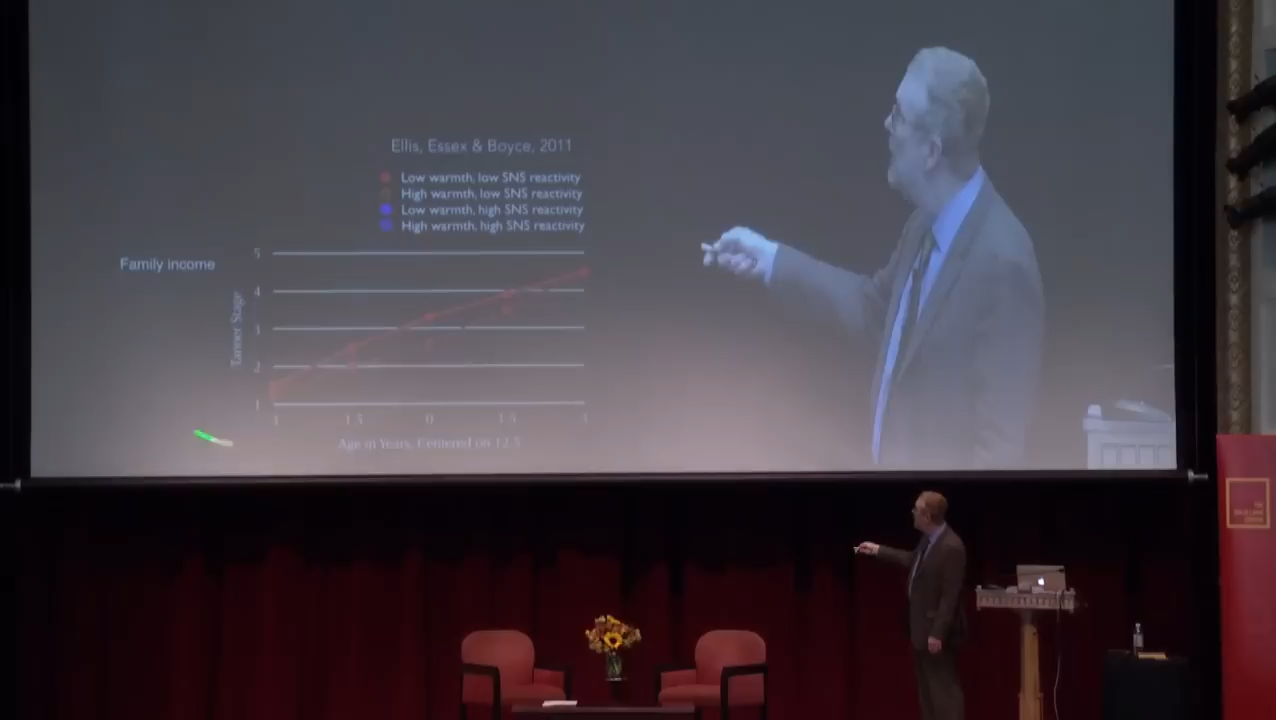 Ellis, Essex & Boyce, 2011
Low warmth, low SNS reactivity
High warmth, low SNS reactivity
Low warmth, high SNS reactivity
High warmth, high SNS reactivity
Family income
Tanner Stage
5
4
3
2
1
0
Age in Years, Centered on 12.5